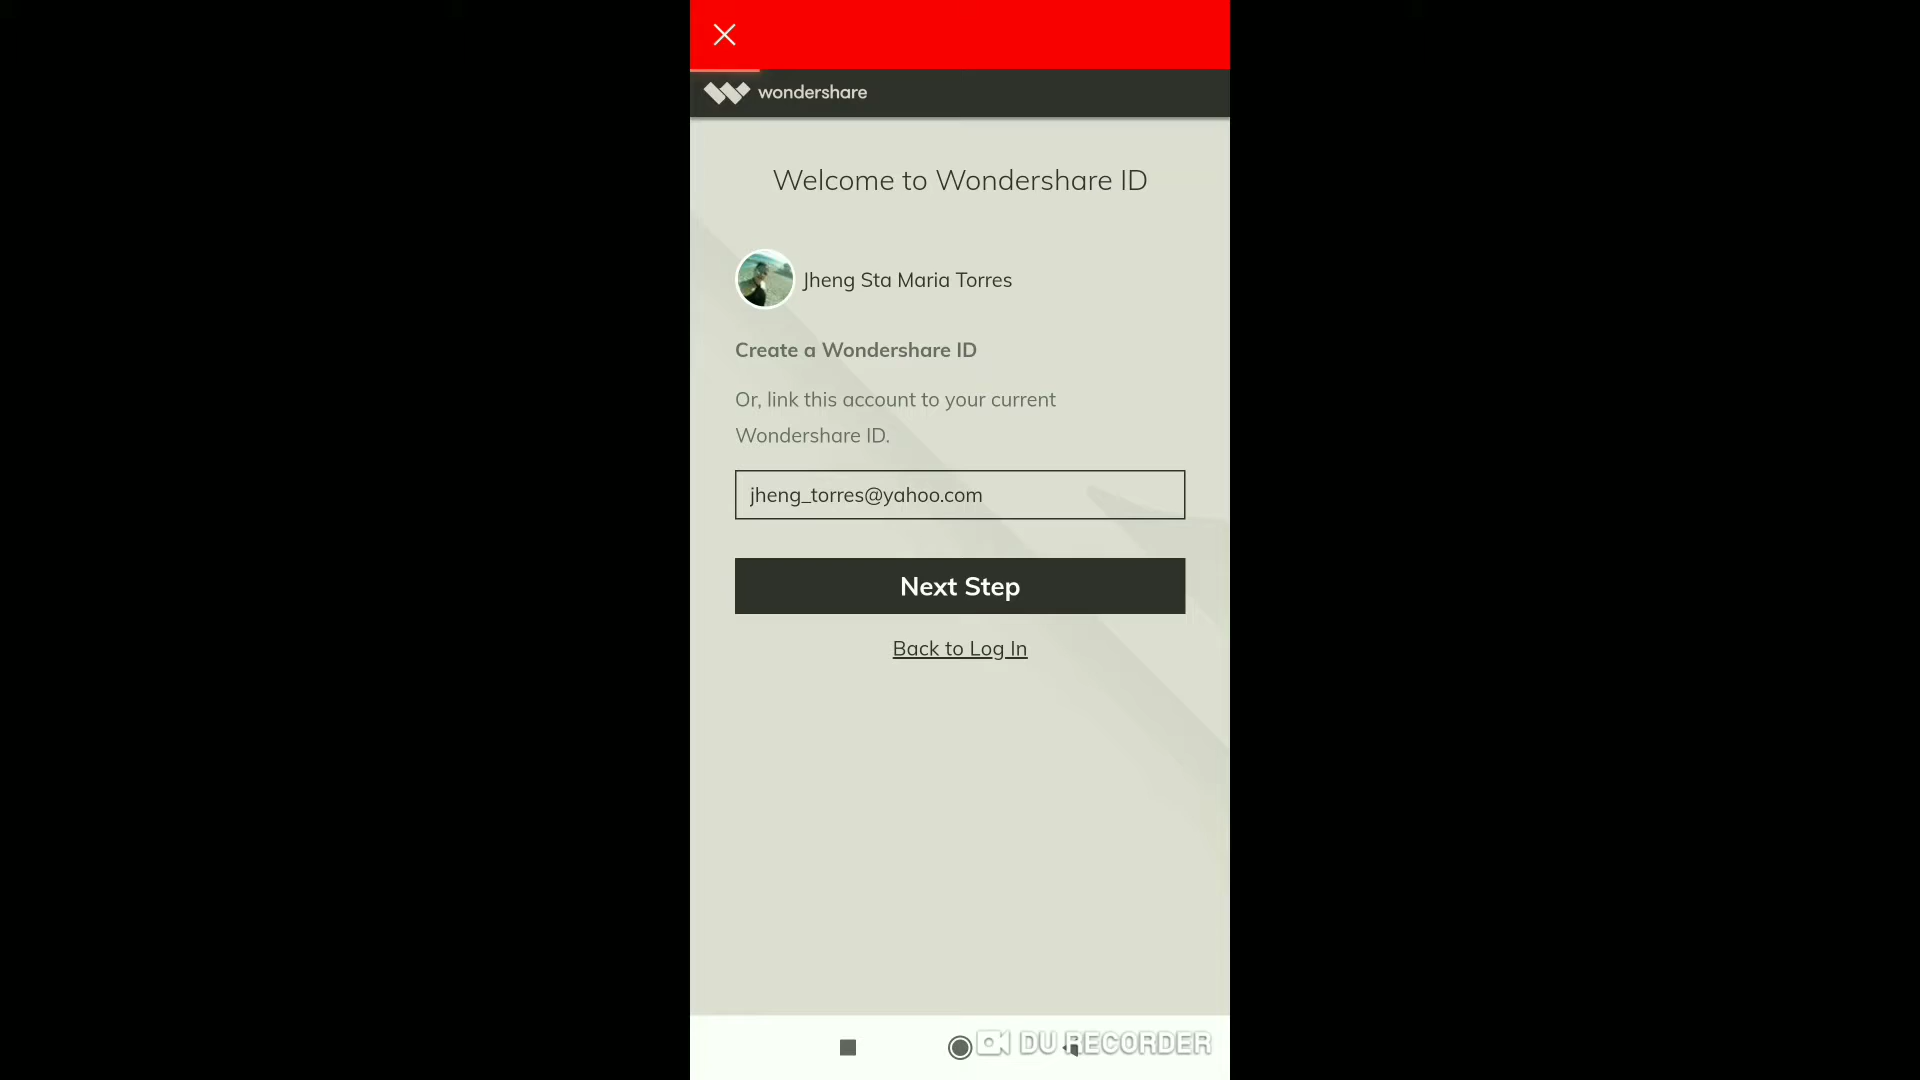 wondershare
Welcome to Wondershare ID
Jheng Sta Maria Torres
Create a Wondershare ID
Or, link this account to your current
Wondershare ID.
jheng_torres@yahoo.com
Next Step
Back to Log In
DU RECORDER